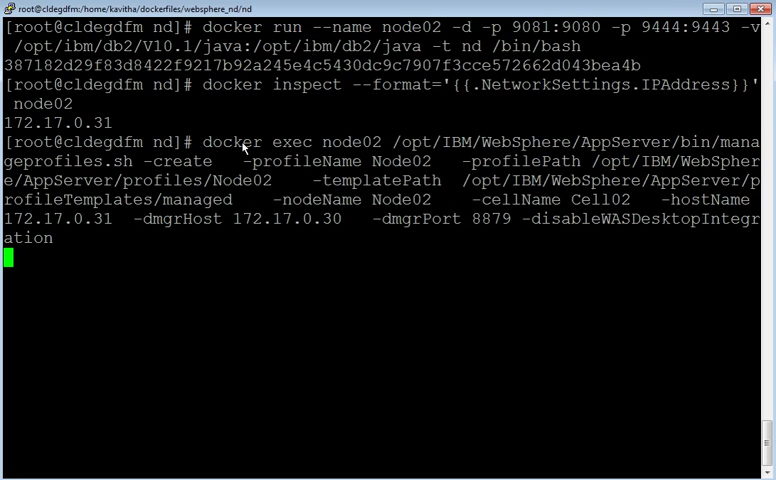 root@cldegdfm:/home/kavitha/dockerfiles/websphere_nd/nd
[root@cldegdfm nd]# docker run --name node02 -d -p 9081:9080 -p 9444:9443 -v
/opt/ibm/db2/V10.1/java:/opt/ibm/db2/java -t nd /bin/bash
387182d29f83d8422f9217b92a245e4c5430dc9c7907f3cce572662d043bea4b
[root@cldegdfm nd]# docker inspect --format='{{.NetworkSettings.IPAddress}}'
node02
172.17.0.31
[root@cldegdfm nd]# docker exec node02 /opt/IBM/WebSphere/AppServer/bin/mana
geprofiles.sh -create   -profileName Node02   -profilePath /opt/IBM/WebSpher
e/AppServer/profiles/Node02    -templatePath  /opt/IBM/WebSphere/AppServer/p
rofileTemplates/managed    -nodeName Node02    -cellName Cell02   -hostName
172.17.0.31  -dmgrHost 172.17.0.30   -dmgrPort 8879 -disableWASDesktopIntegr
ation